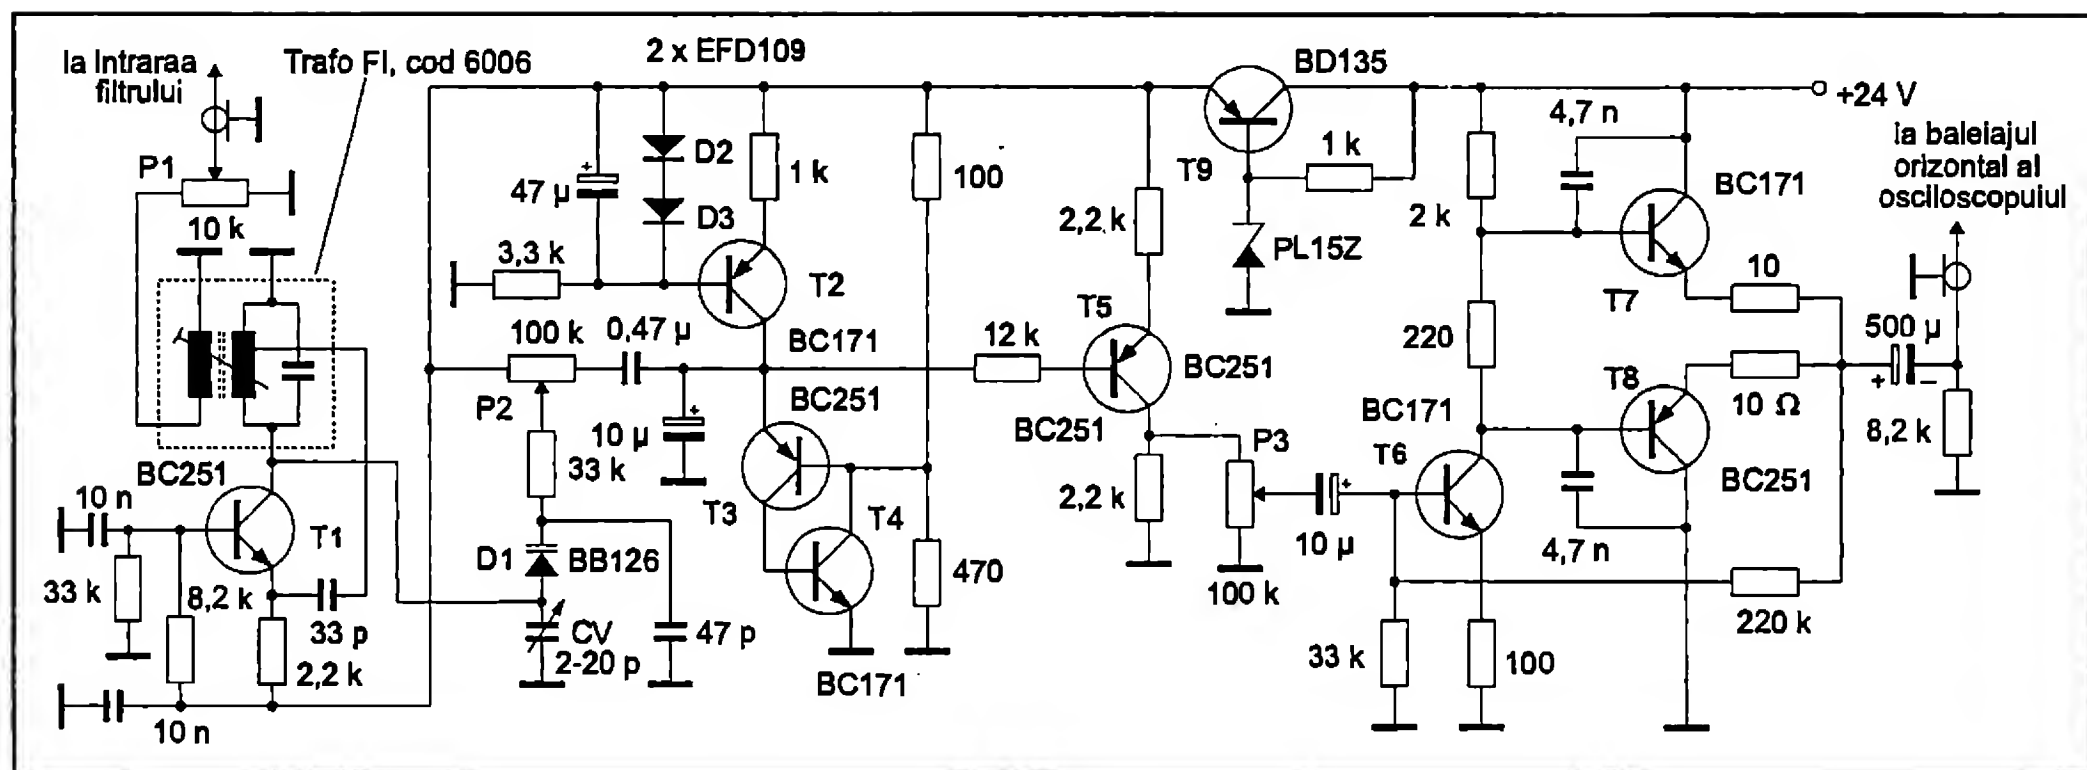 la Intraraa
filtrului
Trafo FI, cod 6006
2 x EFD109
BD135
+24 V
la baleiajul
orizontal al
osciloscopuiul
P1
10 k
47 µ
D2
D3
1 k
100
T9
1 k
4,7 n
BC171
2 k
2,2 k
PL15Z
3,3 k
T2
T5
T7
10
100 k
0,47 µ
BC171
12 k
BC251
220
500 µ
+
–
P2
BC251
BC251
T8
10 Ω
8,2 k
10 µ
33 k
T3
T4
P3
BC171
T6
BC251
BC251
10 n
T1
2,2 k
10 µ
4,7 n
33 k
8,2 k
33 p
D1
BB126
470
100 k
220 k
2,2 k
CV
2-20 p
47 p
BC171
33 k
100
10 n